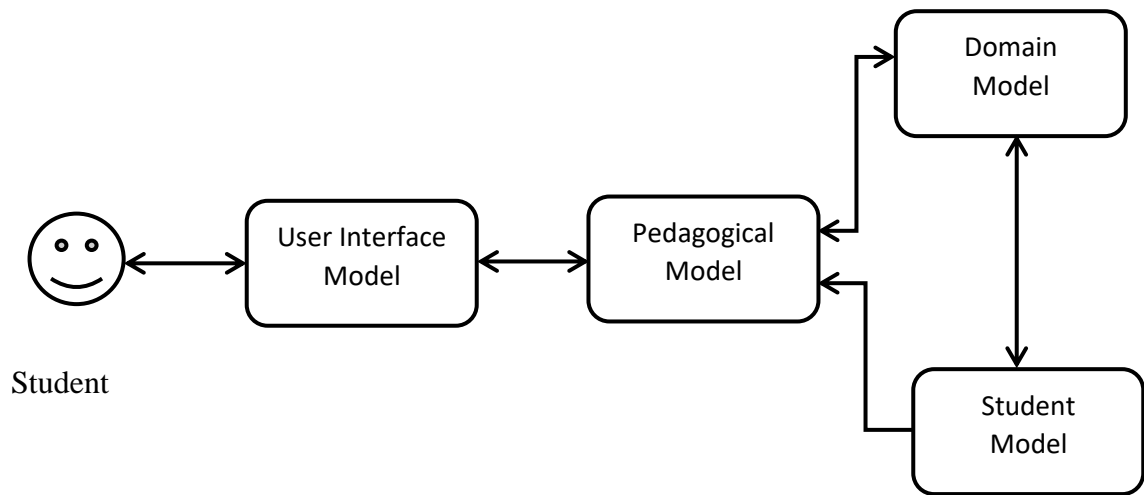 Domain
Model
User Interface
Model
Pedagogical
Model
Student
Student
Model